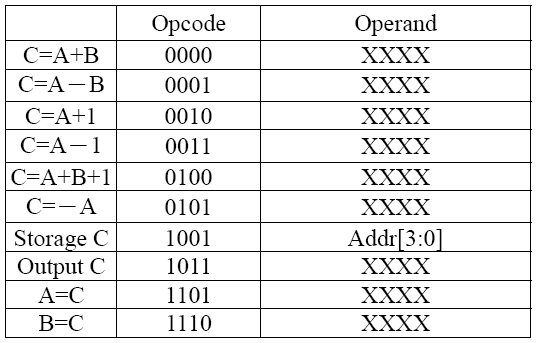 Opcode Operand
C=A+B 0000 XXXX
C=A－B 0001 XXXX
C=A+1 0010 XXXX
C=A－1 0011 XXXX
C=A+B+1 0100 XXXX
C=－A 0101 XXXX
Storage C 1001 Addr[3:0]
Output C 1011 XXXX
A=C 1101 XXXX
B=C 1110 XXXX